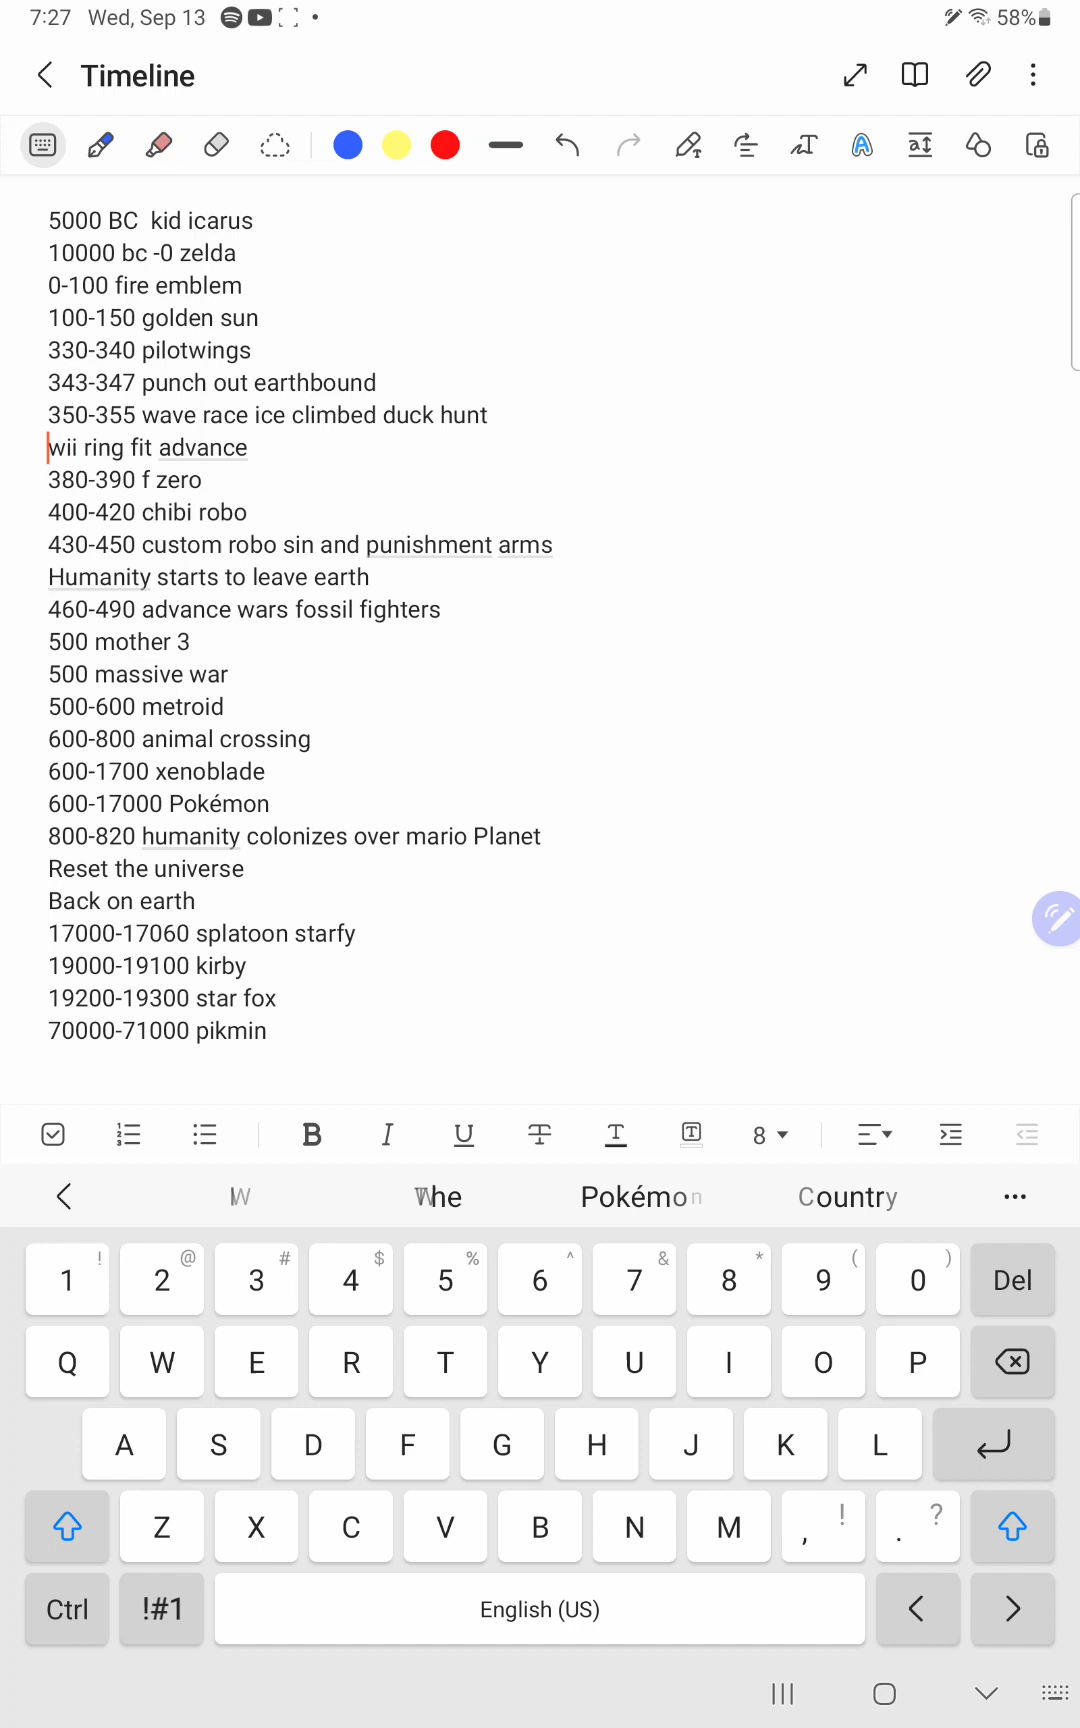 7:27 Wed, Sep 13 58%
Timeline
5000 BC  kid icarus
10000 bc -0 zelda
0-100 fire emblem
100-150 golden sun
330-340 pilotwings
343-347 punch out earthbound
350-355 wave race ice climbed duck hunt
wii ring fit advance
380-390 f zero
400-420 chibi robo
430-450 custom robo sin and punishment arms
Humanity starts to leave earth
460-490 advance wars fossil fighters
500 mother 3
500 massive war
500-600 metroid
600-800 animal crossing
600-1700 xenoblade
600-17000 Pokémon
800-820 humanity colonizes over mario Planet
Reset the universe
Back on earth
17000-17060 splatoon starfy
19000-19100 kirby
19200-19300 star fox
70000-71000 pikmin
B I U T T T 8
The Pokémon Country
! @ # $ % ^ & * ( )
1 2 3 4 5 6 7 8 9 0 Del
Q W E R T Y U I O P
A S D F G H J K L
Z X C V B N M , ! . ?
Ctrl !#1 English (US) < >